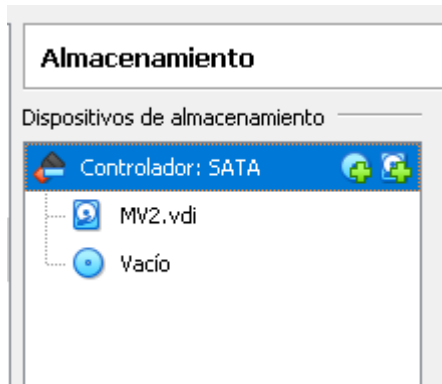 Almacenamiento
Dispositivos de almacenamiento
Controlador: SATA
MV2.vdi
Vacío